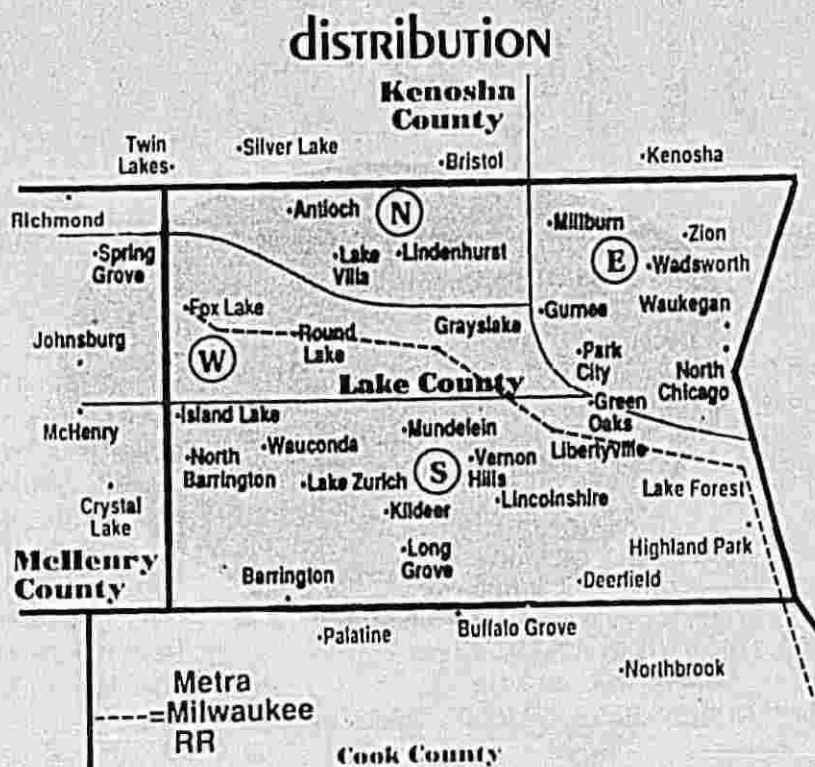 distribution
Kenosha
County
Twin
Lakes
Silver Lake
Bristol
Kenosha
Richmond
Antioch
N
Millburn
Zion
Spring
Grove
Lake
Villa
Lindenhurst
E
Wadsworth
Fox Lake
Grayslake
Gurnee
Waukegan
Johnsburg
Round
Lake
W
Park
City
North
Chicago
Lake County
Green
Oaks
McHenry
Island Lake
Mundelein
Wauconda
Libertyville
North
Barrington
Lake Zurich
S
Vernon
Hills
Lincolnshire
Lake Forest
Crystal
Lake
Kildeer
Highland Park
McHenry
County
Long
Grove
Barrington
Deerfield
Palatine
Buffalo Grove
Northbrook
Metra
----=Milwaukee
RR
Cook County